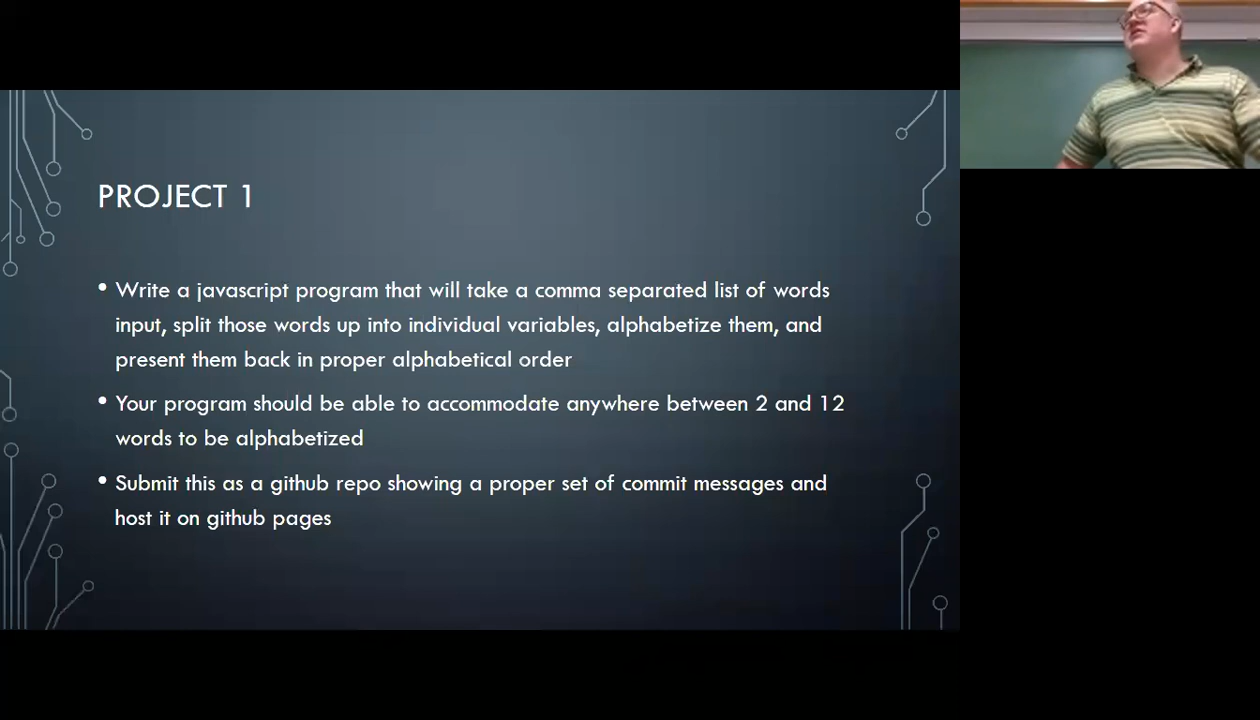 PROJECT 1
• Write a javascript program that will take a comma separated list of words
input, split those words up into individual variables, alphabetize them, and
present them back in proper alphabetical order
• Your program should be able to accommodate anywhere between 2 and 12
words to be alphabetized
• Submit this as a github repo showing a proper set of commit messages and
host it on github pages